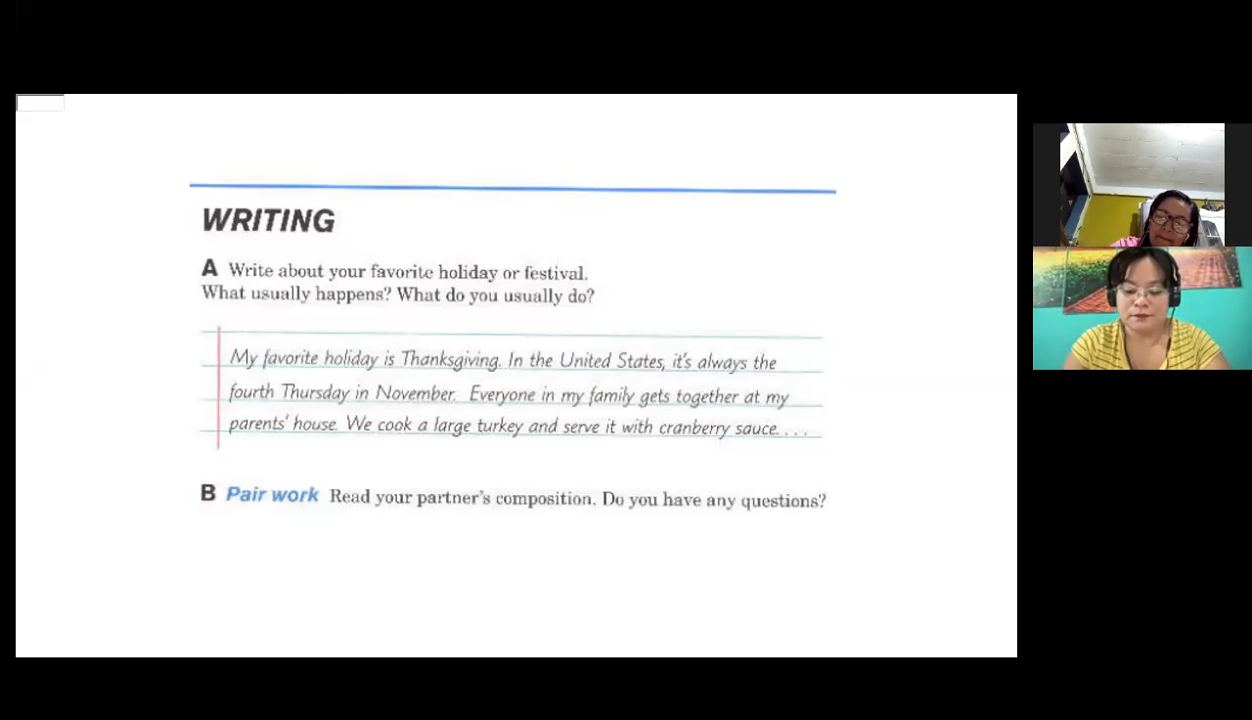 WRITING
A Write about your favorite holiday or festival.
What usually happens? What do you usually do?
My favorite holiday is Thanksgiving. In the United States, it's always the
fourth Thursday in November. Everyone in my family gets together at my
parents' house. We cook a large turkey and serve it with cranberry sauce. . . .
B Pair work Read your partner's composition. Do you have any questions?